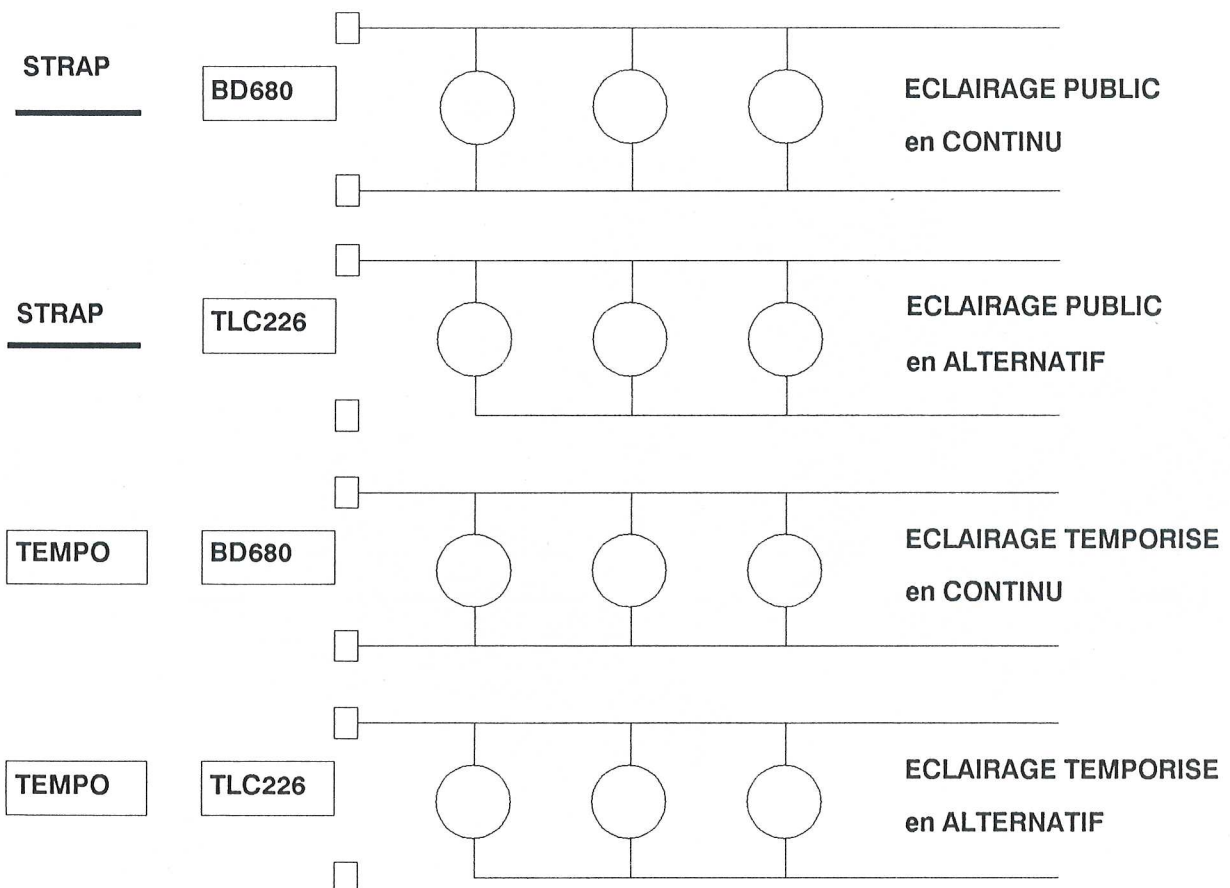 STRAP
BD680
ECLAIRAGE PUBLIC
en CONTINU
STRAP
TLC226
ECLAIRAGE PUBLIC
en ALTERNATIF
TEMPO
BD680
ECLAIRAGE TEMPORISE
en CONTINU
TEMPO
TLC226
ECLAIRAGE TEMPORISE
en ALTERNATIF